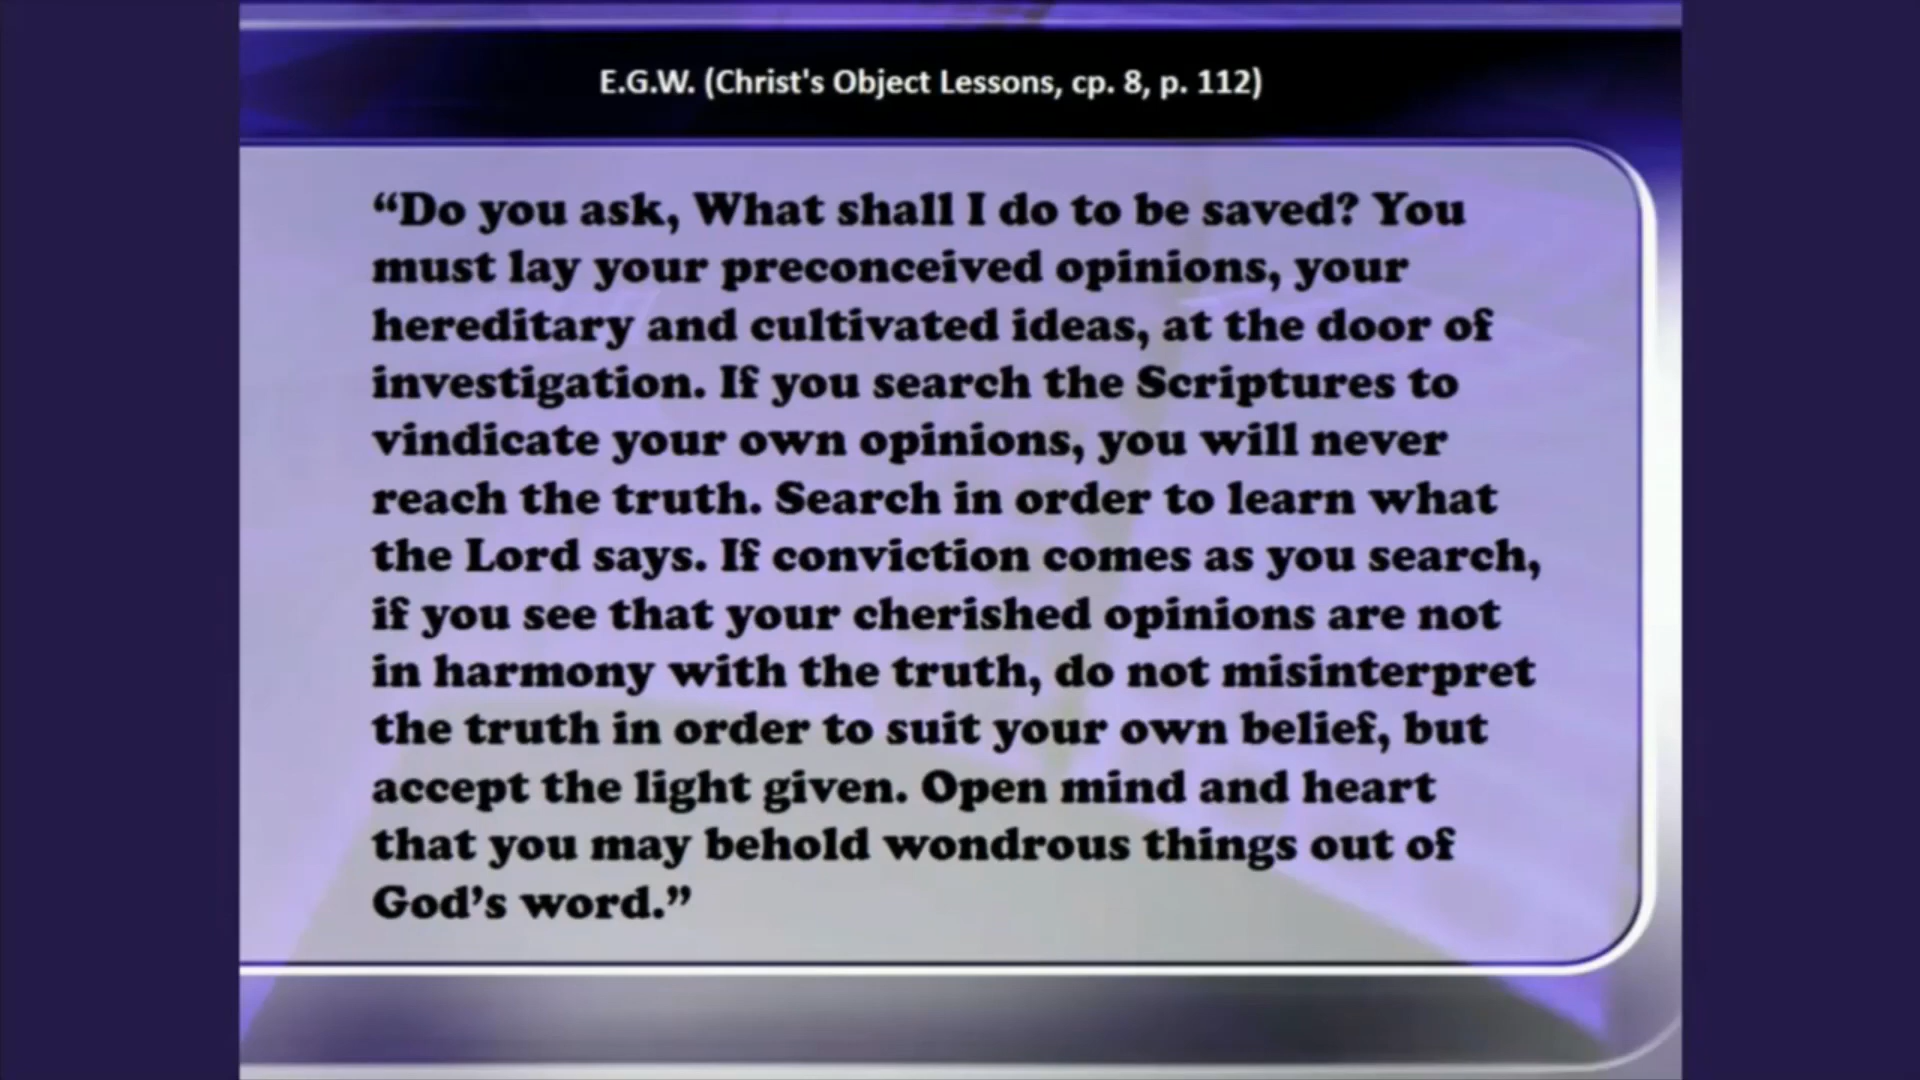 E.G.W. (Christ's Object Lessons, cp. 8, p. 112)
“Do you ask, What shall I do to be saved? You
must lay your preconceived opinions, your
hereditary and cultivated ideas, at the door of
investigation. If you search the Scriptures to
vindicate your own opinions, you will never
reach the truth. Search in order to learn what
the Lord says. If conviction comes as you search,
if you see that your cherished opinions are not
in harmony with the truth, do not misinterpret
the truth in order to suit your own belief, but
accept the light given. Open mind and heart
that you may behold wondrous things out of
God’s word.”